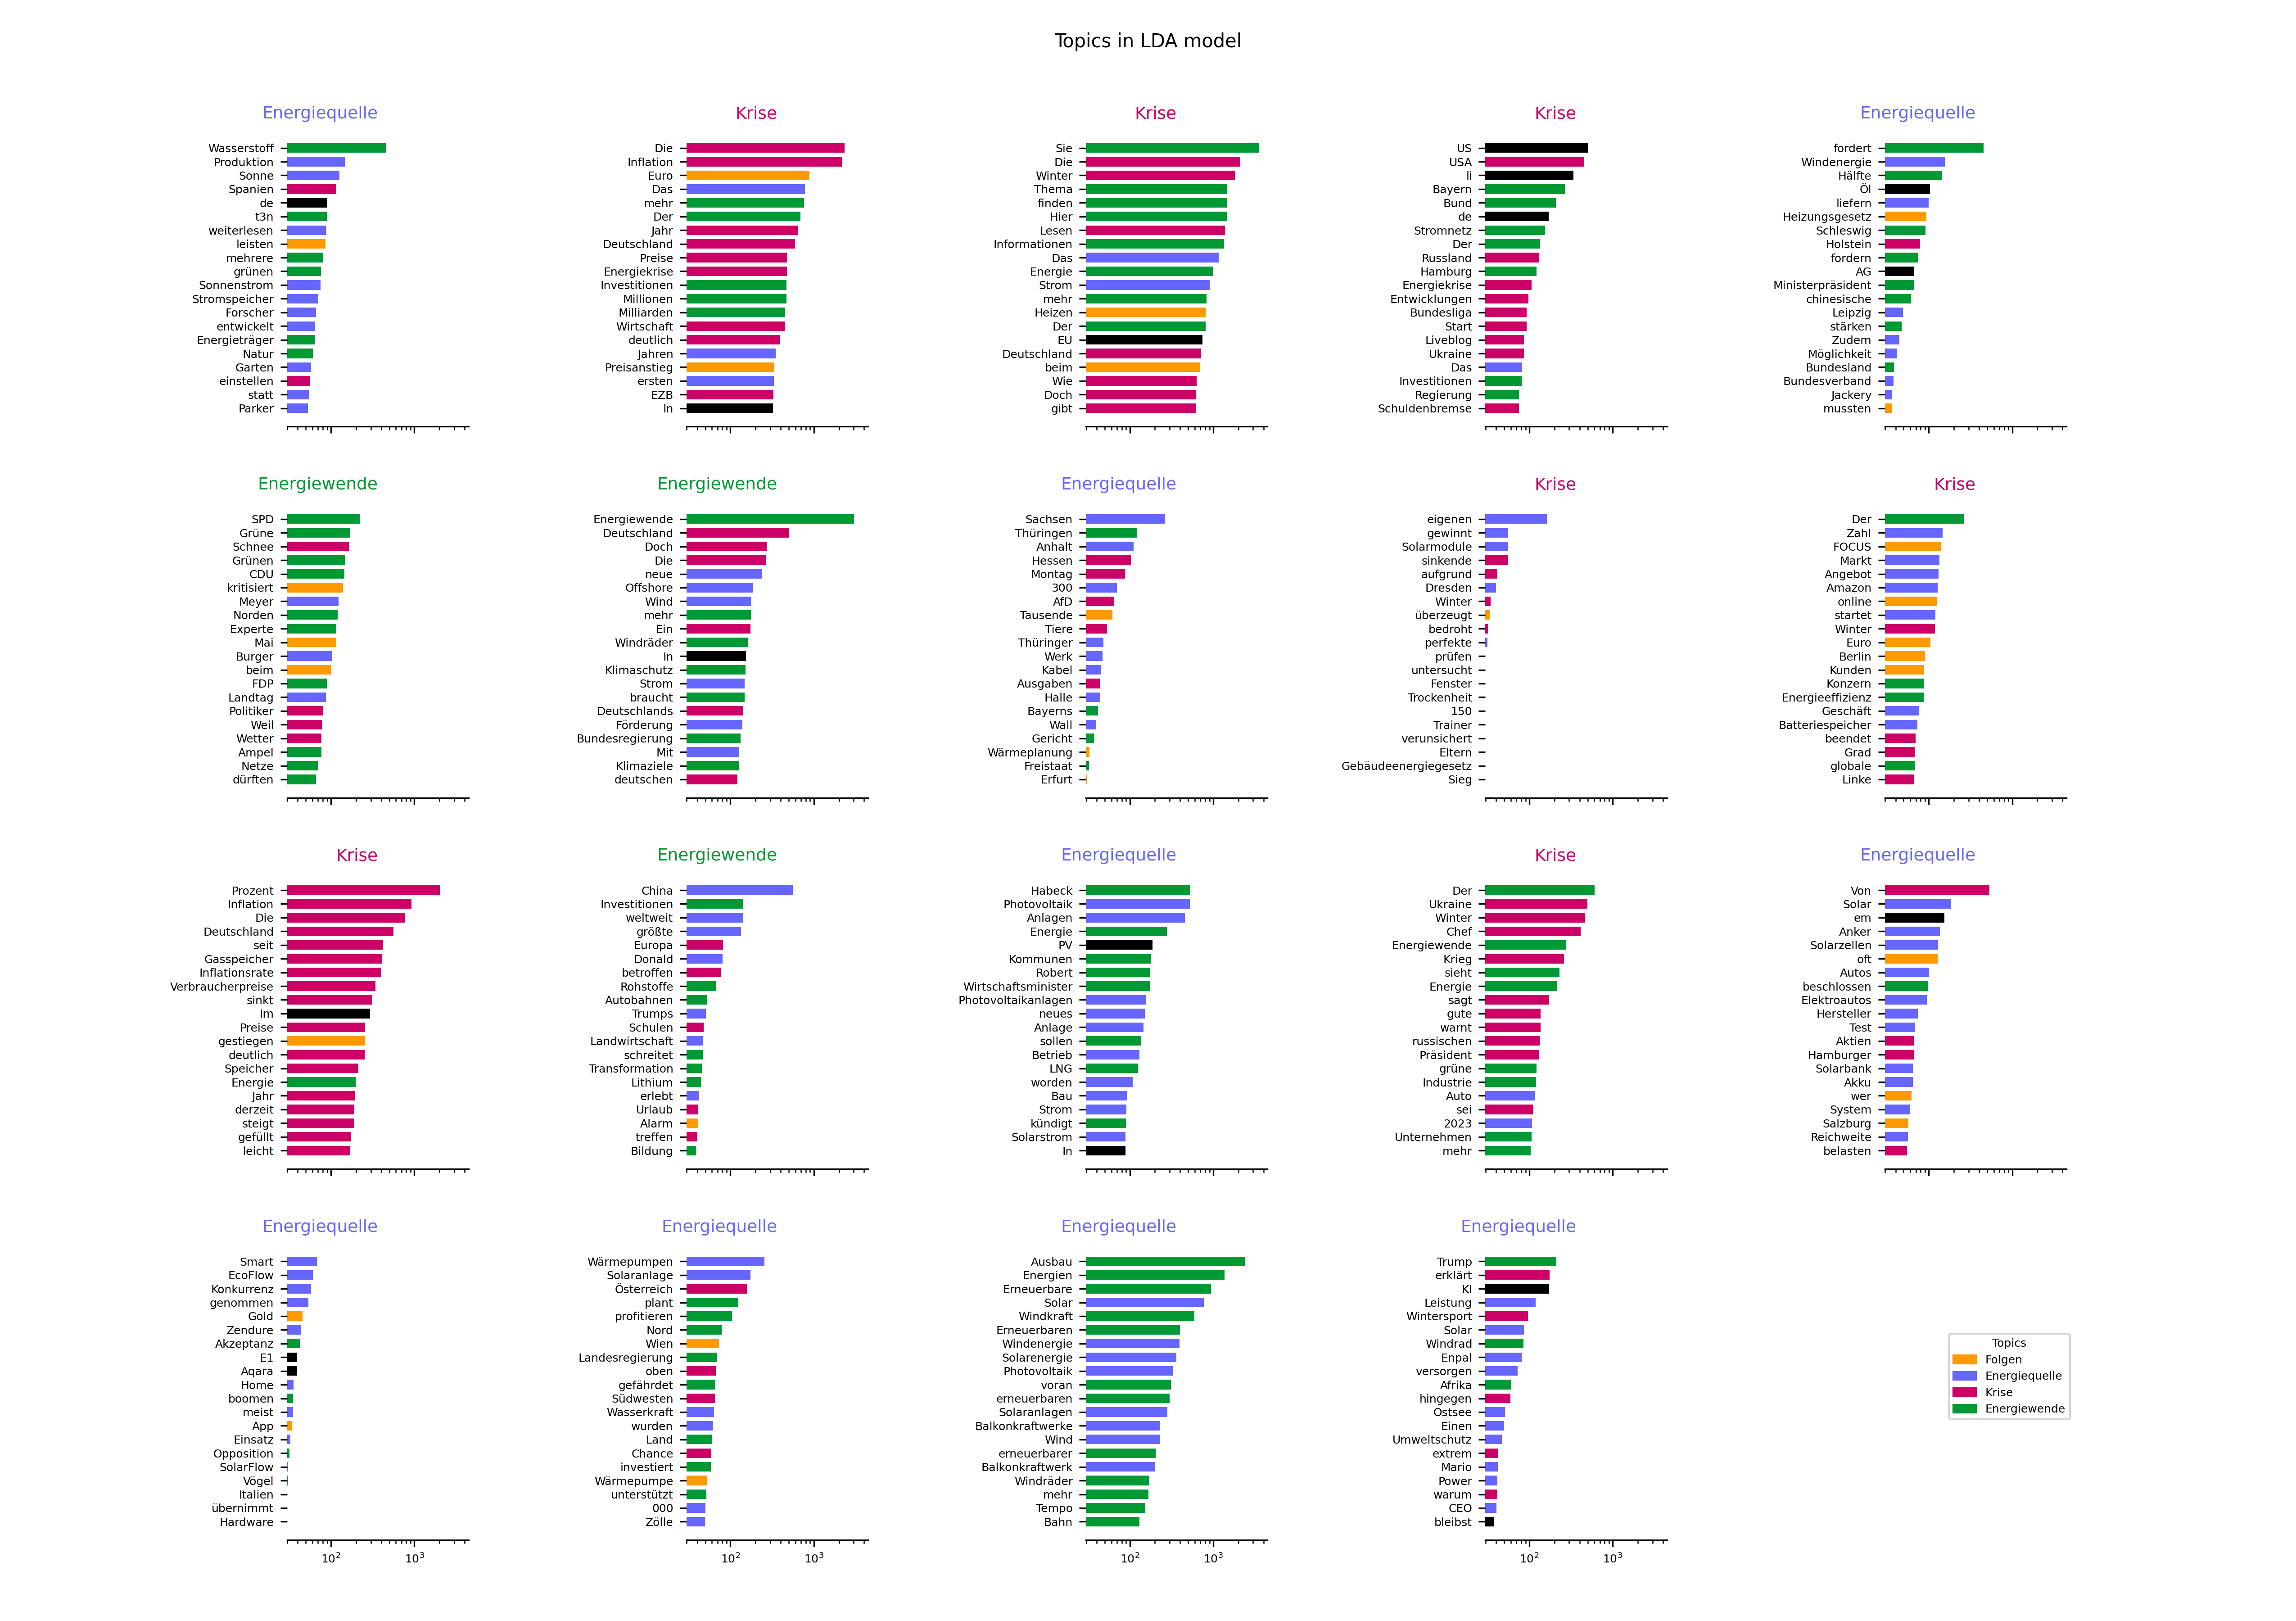 Topics in LDA model
Energiequelle
Wasserstoff
Produktion
Sonne
Spanien
de
t3n
weiterlesen
leisten
mehrere
grünen
Sonnenstrom
Stromspeicher
Forscher
entwickelt
Energieträger
Natur
Garten
einstellen
statt
Parker
Krise
Die
Inflation
Euro
Das
mehr
Der
Jahr
Deutschland
Preise
Energiekrise
Investitionen
Millionen
Milliarden
Wirtschaft
deutlich
Jahren
Preisanstieg
ersten
EZB
In
Krise
Sie
Die
Winter
Thema
finden
Hier
Lesen
Informationen
Das
Energie
Strom
mehr
Heizen
Der
EU
Deutschland
beim
Wie
Doch
gibt
Krise
US
USA
li
Bayern
Bund
de
Stromnetz
Der
Russland
Hamburg
Energiekrise
Entwicklungen
Bundesliga
Start
Liveblog
Ukraine
Das
Investitionen
Regierung
Schuldenbremse
Energiequelle
fordert
Windenergie
Hälfte
Öl
liefern
Heizungsgesetz
Schleswig
Holstein
fordern
AG
Ministerpräsident
chinesische
Leipzig
stärken
Zudem
Möglichkeit
Bundesland
Bundesverband
Jackery
mussten
Energiewende
SPD
Grüne
Schnee
Grünen
CDU
kritisiert
Meyer
Norden
Experte
Mai
Burger
beim
FDP
Landtag
Politiker
Weil
Wetter
Ampel
Netze
dürften
Energiewende
Energiewende
Deutschland
Doch
Die
neue
Offshore
Wind
mehr
Ein
Windräder
In
Klimaschutz
Strom
braucht
Deutschlands
Förderung
Bundesregierung
Mit
Klimaziele
deutschen
Energiequelle
Sachsen
Thüringen
Anhalt
Hessen
Montag
300
AfD
Tausende
Tiere
Thüringer
Werk
Kabel
Ausgaben
Halle
Bayerns
Wall
Gericht
Wärmeplanung
Freistaat
Erfurt
Krise
eigenen
gewinnt
Solarmodule
sinkende
aufgrund
Dresden
Winter
überzeugt
bedroht
perfekte
prüfen
untersucht
Fenster
Trockenheit
150
Trainer
verunsichert
Eltern
Gebäudeenergiegesetz
Sieg
Krise
Der
Zahl
FOCUS
Markt
Angebot
Amazon
online
startet
Winter
Euro
Berlin
Kunden
Konzern
Energieeffizienz
Geschäft
Batteriespeicher
beendet
Grad
globale
Linke
Krise
Prozent
Inflation
Die
Deutschland
seit
Gasspeicher
Inflationsrate
Verbraucherpreise
sinkt
Im
Preise
gestiegen
deutlich
Speicher
Energie
Jahr
derzeit
steigt
gefüllt
leicht
Energiewende
China
Investitionen
weltweit
größte
Europa
Donald
betroffen
Rohstoffe
Autobahnen
Trumps
Schulen
Landwirtschaft
schreitet
Transformation
Lithium
erlebt
Urlaub
Alarm
treffen
Bildung
Energiequelle
Habeck
Photovoltaik
Anlagen
Energie
PV
Kommunen
Robert
Wirtschaftsminister
Photovoltaikanlagen
neues
Anlage
sollen
Betrieb
LNG
worden
Bau
Strom
kündigt
Solarstrom
In
Krise
Der
Ukraine
Winter
Chef
Energiewende
Krieg
sieht
Energie
sagt
gute
warnt
russischen
Präsident
grüne
Industrie
Auto
sei
2023
Unternehmen
mehr
Energiequelle
Von
Solar
em
Anker
Solarzellen
oft
Autos
beschlossen
Elektroautos
Hersteller
Test
Aktien
Hamburger
Solarbank
Akku
wer
System
Salzburg
Reichweite
belasten
Energiequelle
Smart
EcoFlow
Konkurrenz
genommen
Gold
Zendure
Akzeptanz
E1
Aqara
Home
boomen
meist
App
Einsatz
Opposition
SolarFlow
Vögel
Italien
übernimmt
Hardware
10² 10³
Energiequelle
Wärmepumpen
Solaranlage
Österreich
plant
profitieren
Nord
Wien
Landesregierung
oben
gefährdet
Südwesten
Wasserkraft
wurden
Land
Chance
investiert
Wärmepumpe
unterstützt
000
Zölle
10² 10³
Energiequelle
Ausbau
Energien
Erneuerbare
Solar
Windkraft
Erneuerbaren
Windenergie
Solarenergie
Photovoltaik
voran
erneuerbaren
Solaranlagen
Balkonkraftwerke
Wind
erneuerbarer
Balkonkraftwerk
Windräder
mehr
Tempo
Bahn
10² 10³
Energiequelle
Trump
erklärt
KI
Leistung
Wintersport
Solar
Windrad
Enpal
versorgen
Afrika
hingegen
Ostsee
Einen
Umweltschutz
extrem
Mario
Power
warum
CEO
bleibst
10² 10³
Topics
Folgen
Energiequelle
Krise
Energiewende